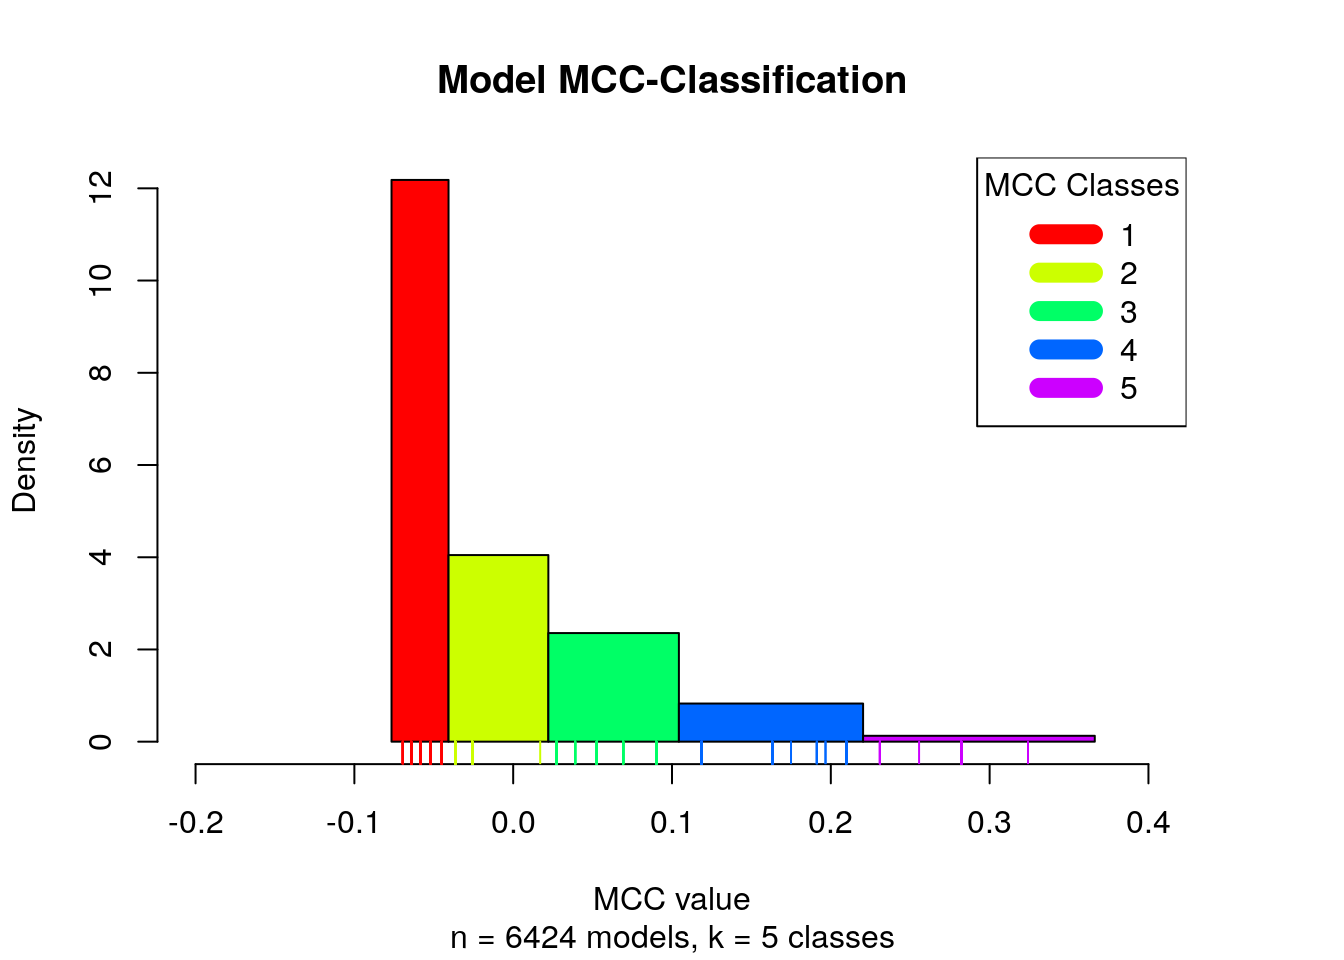 Model MCC-Classification
MCC Classes
1
2
3
4
5
Density
12
10
8
6
4
2
0
-0.2 -0.1 0.0 0.1 0.2 0.3 0.4
MCC value
n = 6424 models, k = 5 classes